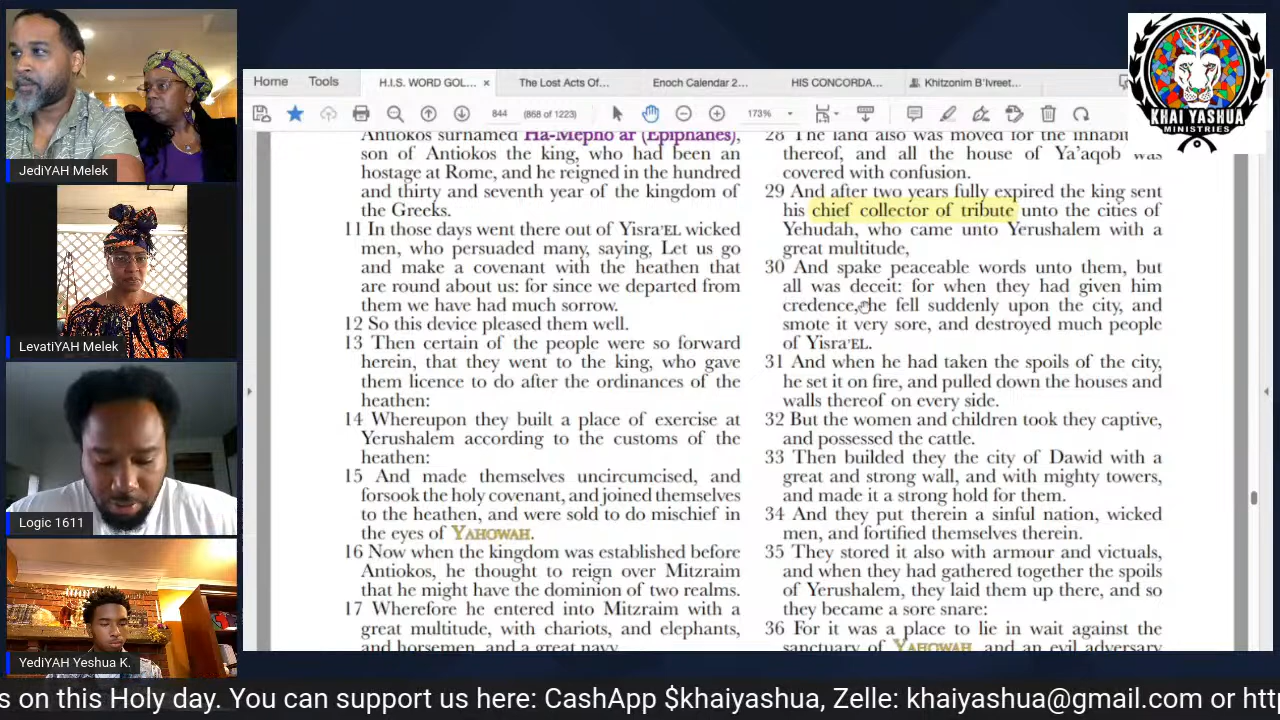 JediYAH Melek
LevatiYAH Melek
Logic 1611
YediYAH Yeshua K.
Home
Tools
H.I.S. WORD GOL...
The Lost Acts Of...
Enoch Calendar 2...
HIS CONCORDA...
Khitzonim B'Ivreet...
844
(868 of 1223)
173%
Antiokos surnamed Ha-Mepho'ar (Epiphanes),
son of Antiokos the king, who had been an
hostage at Rome, and he reigned in the hundred
and thirty and seventh year of the kingdom of
the Greeks.
11 In those days went there out of Yisra'EL wicked
men, who persuaded many, saying, Let us go
and make a covenant with the heathen that
are round about us: for since we departed from
them we have had much sorrow.
12 So this device pleased them well.
13 Then certain of the people were so forward
herein, that they went to the king, who gave
them licence to do after the ordinances of the
heathen:
14 Whereupon they built a place of exercise at
Yerushalem according to the customs of the
heathen:
15 And made themselves uncircumcised, and
forsook the holy covenant, and joined themselves
to the heathen, and were sold to do mischief in
the eyes of YAHOWAH.
16 Now when the kingdom was established before
Antiokos, he thought to reign over Mitzraim
that he might have the dominion of two realms.
17 Wherefore he entered into Mitzraim with a
great multitude, with chariots, and elephants,
and horsemen, and a great navy
28 The land also was moved for the inhabit
thereof, and all the house of Ya'aqob was
covered with confusion.
29 And after two years fully expired the king sent
his chief collector of tribute unto the cities of
Yehudah, who came unto Yerushalem with a
great multitude,
30 And spake peaceable words unto them, but
all was deceit: for when they had given him
credence, he fell suddenly upon the city, and
smote it very sore, and destroyed much people
of Yisra'EL.
31 And when he had taken the spoils of the city,
he set it on fire, and pulled down the houses and
walls thereof on every side.
32 But the women and children took they captive,
and possessed the cattle.
33 Then builded they the city of Dawid with a
great and strong wall, and with mighty towers,
and made it a strong hold for them.
34 And they put therein a sinful nation, wicked
men, and fortified themselves therein.
35 They stored it also with armour and victuals,
and when they had gathered together the spoils
of Yerushalem, they laid them up there, and so
they became a sore snare:
36 For it was a place to lie in wait against the
sanctuary of YAHOWAH, and an evil adversary
KHAI YASHUA
MINISTRIES
s on this Holy day. You can support us here: CashApp $khaiyashua, Zelle: khaiyashua@gmail.com or htt